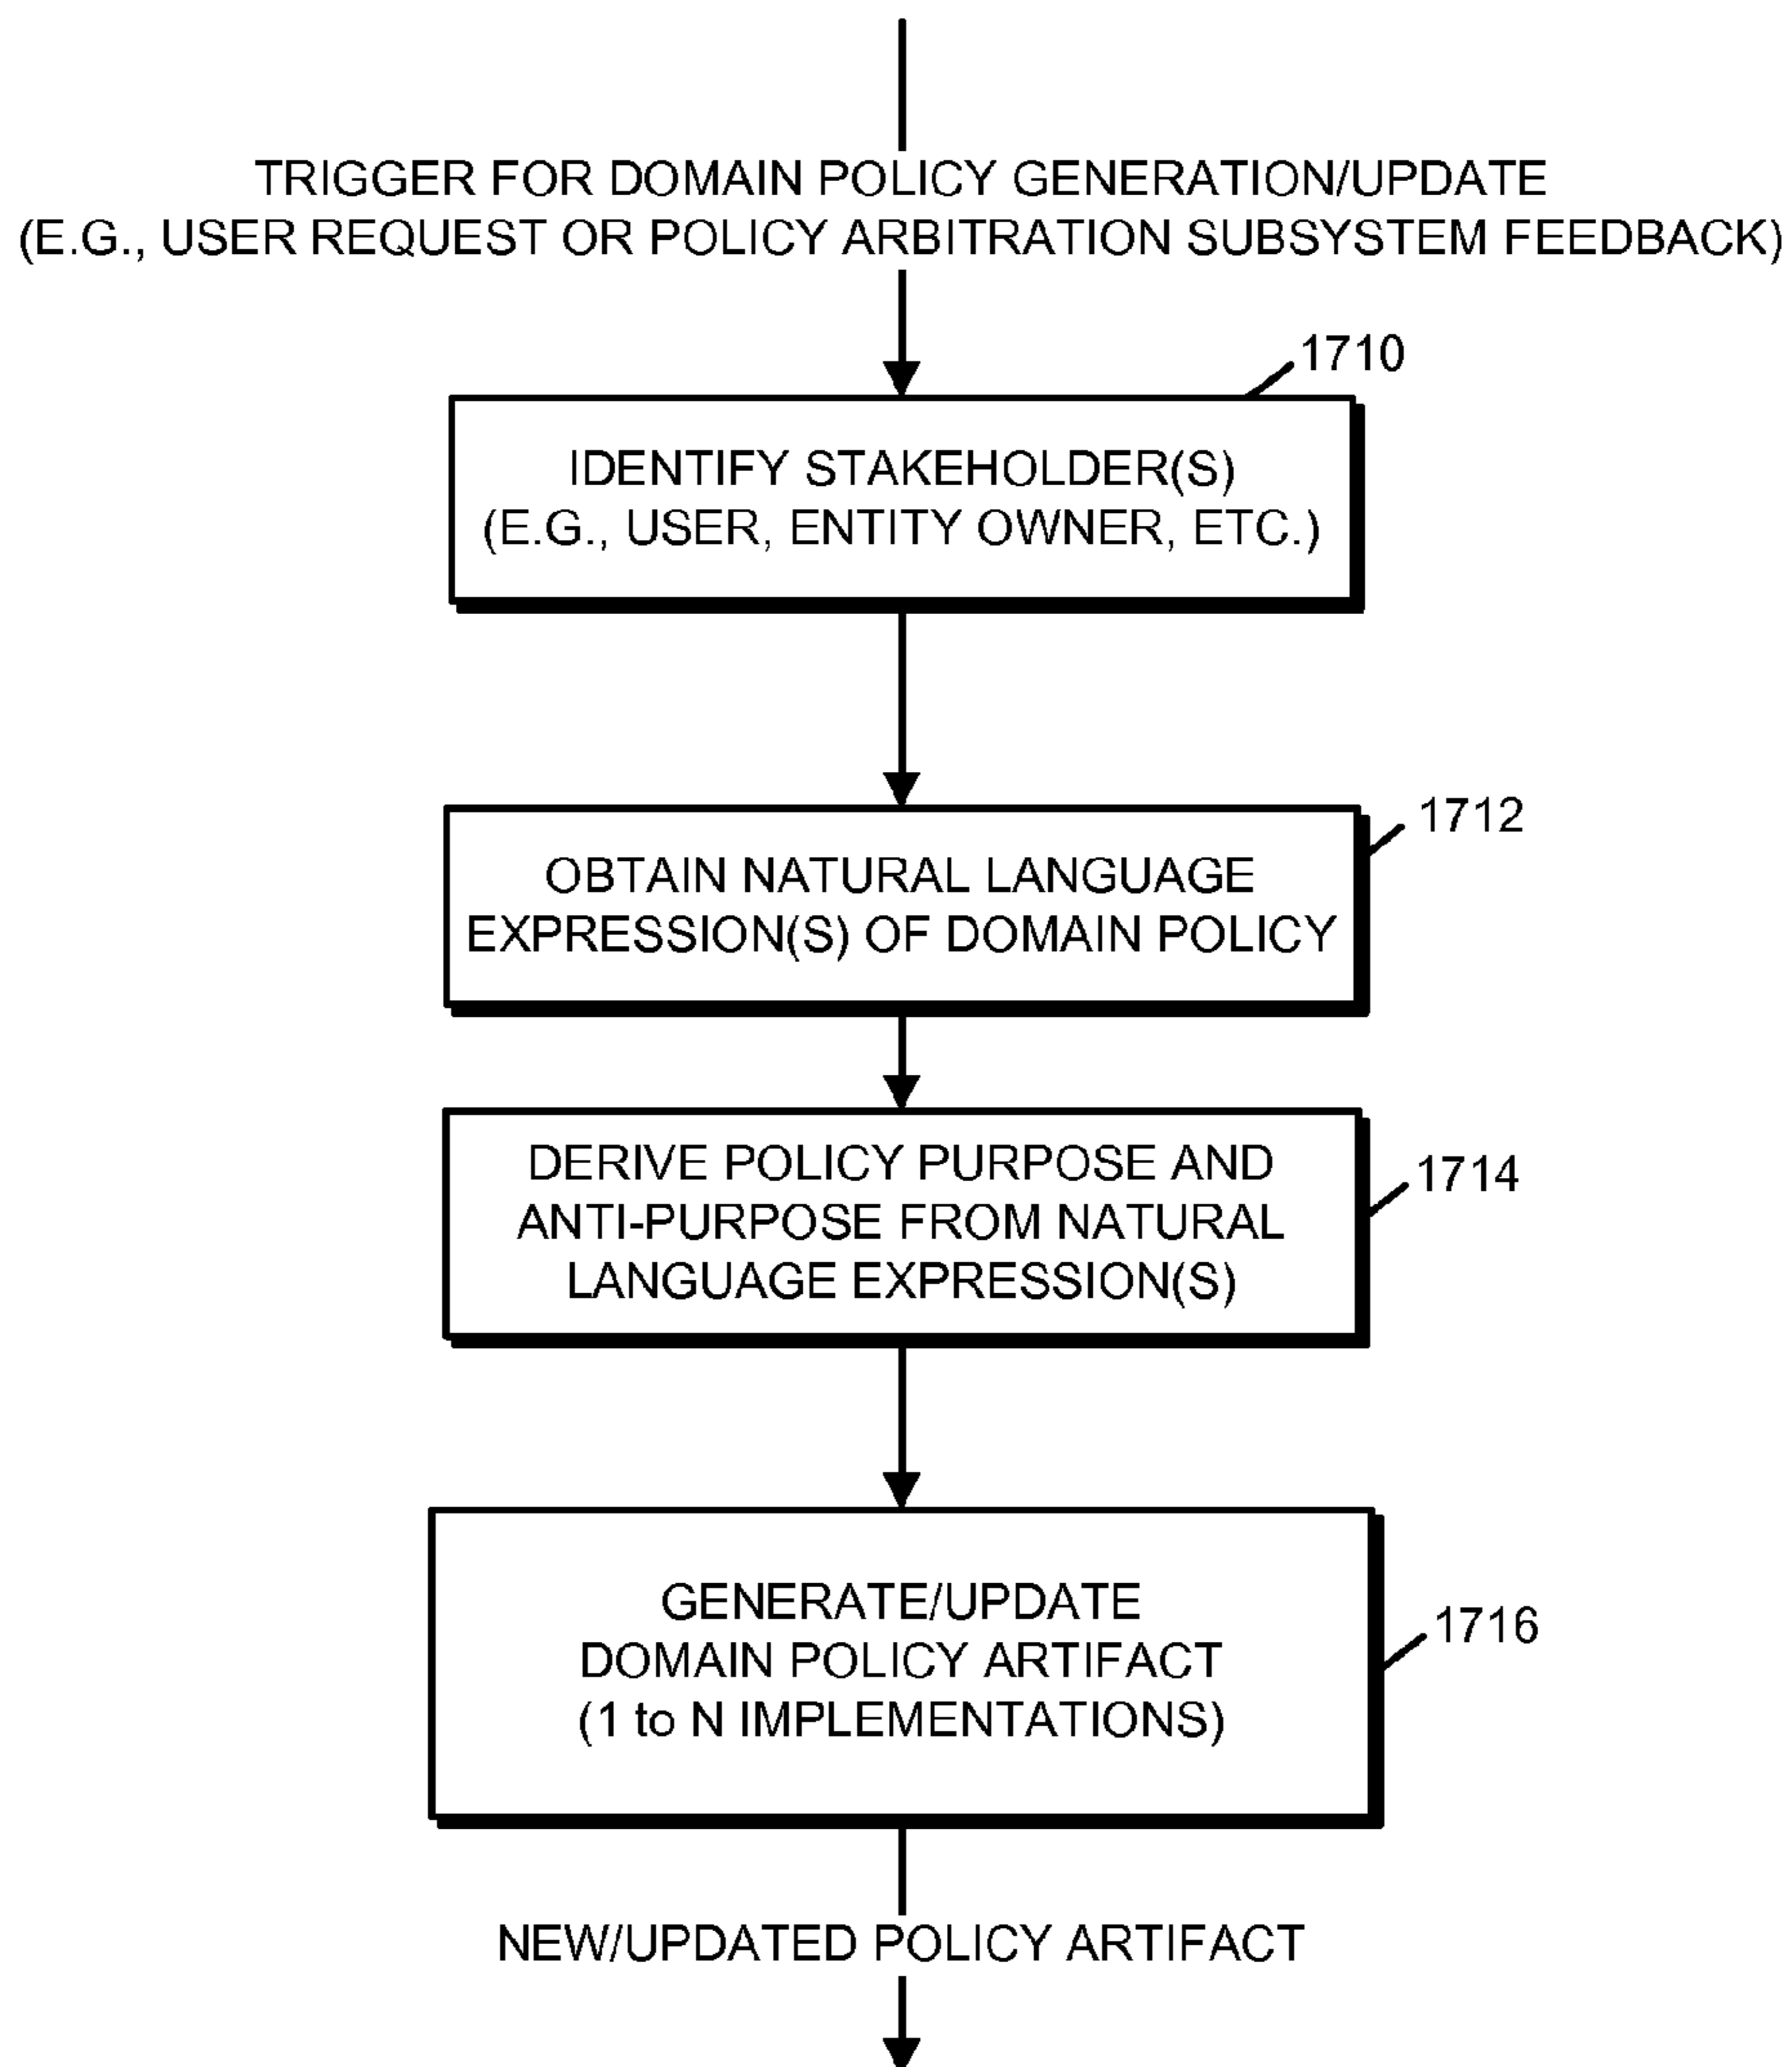 TRIGGER FOR DOMAIN POLICY GENERATION/UPDATE
(E.G., USER REQUEST OR POLICY ARBITRATION SUBSYSTEM FEEDBACK)
1710
IDENTIFY STAKEHOLDER(S)
(E.G., USER, ENTITY OWNER, ETC.)
1712
OBTAIN NATURAL LANGUAGE
EXPRESSION(S) OF DOMAIN POLICY
DERIVE POLICY PURPOSE AND
1714
ANTI-PURPOSE FROM NATURAL
LANGUAGE EXPRESSION(S)
GENERATE/UPDATE
1716
DOMAIN POLICY ARTIFACT
(1 to N IMPLEMENTATIONS)
NEW/UPDATED POLICY ARTIFACT